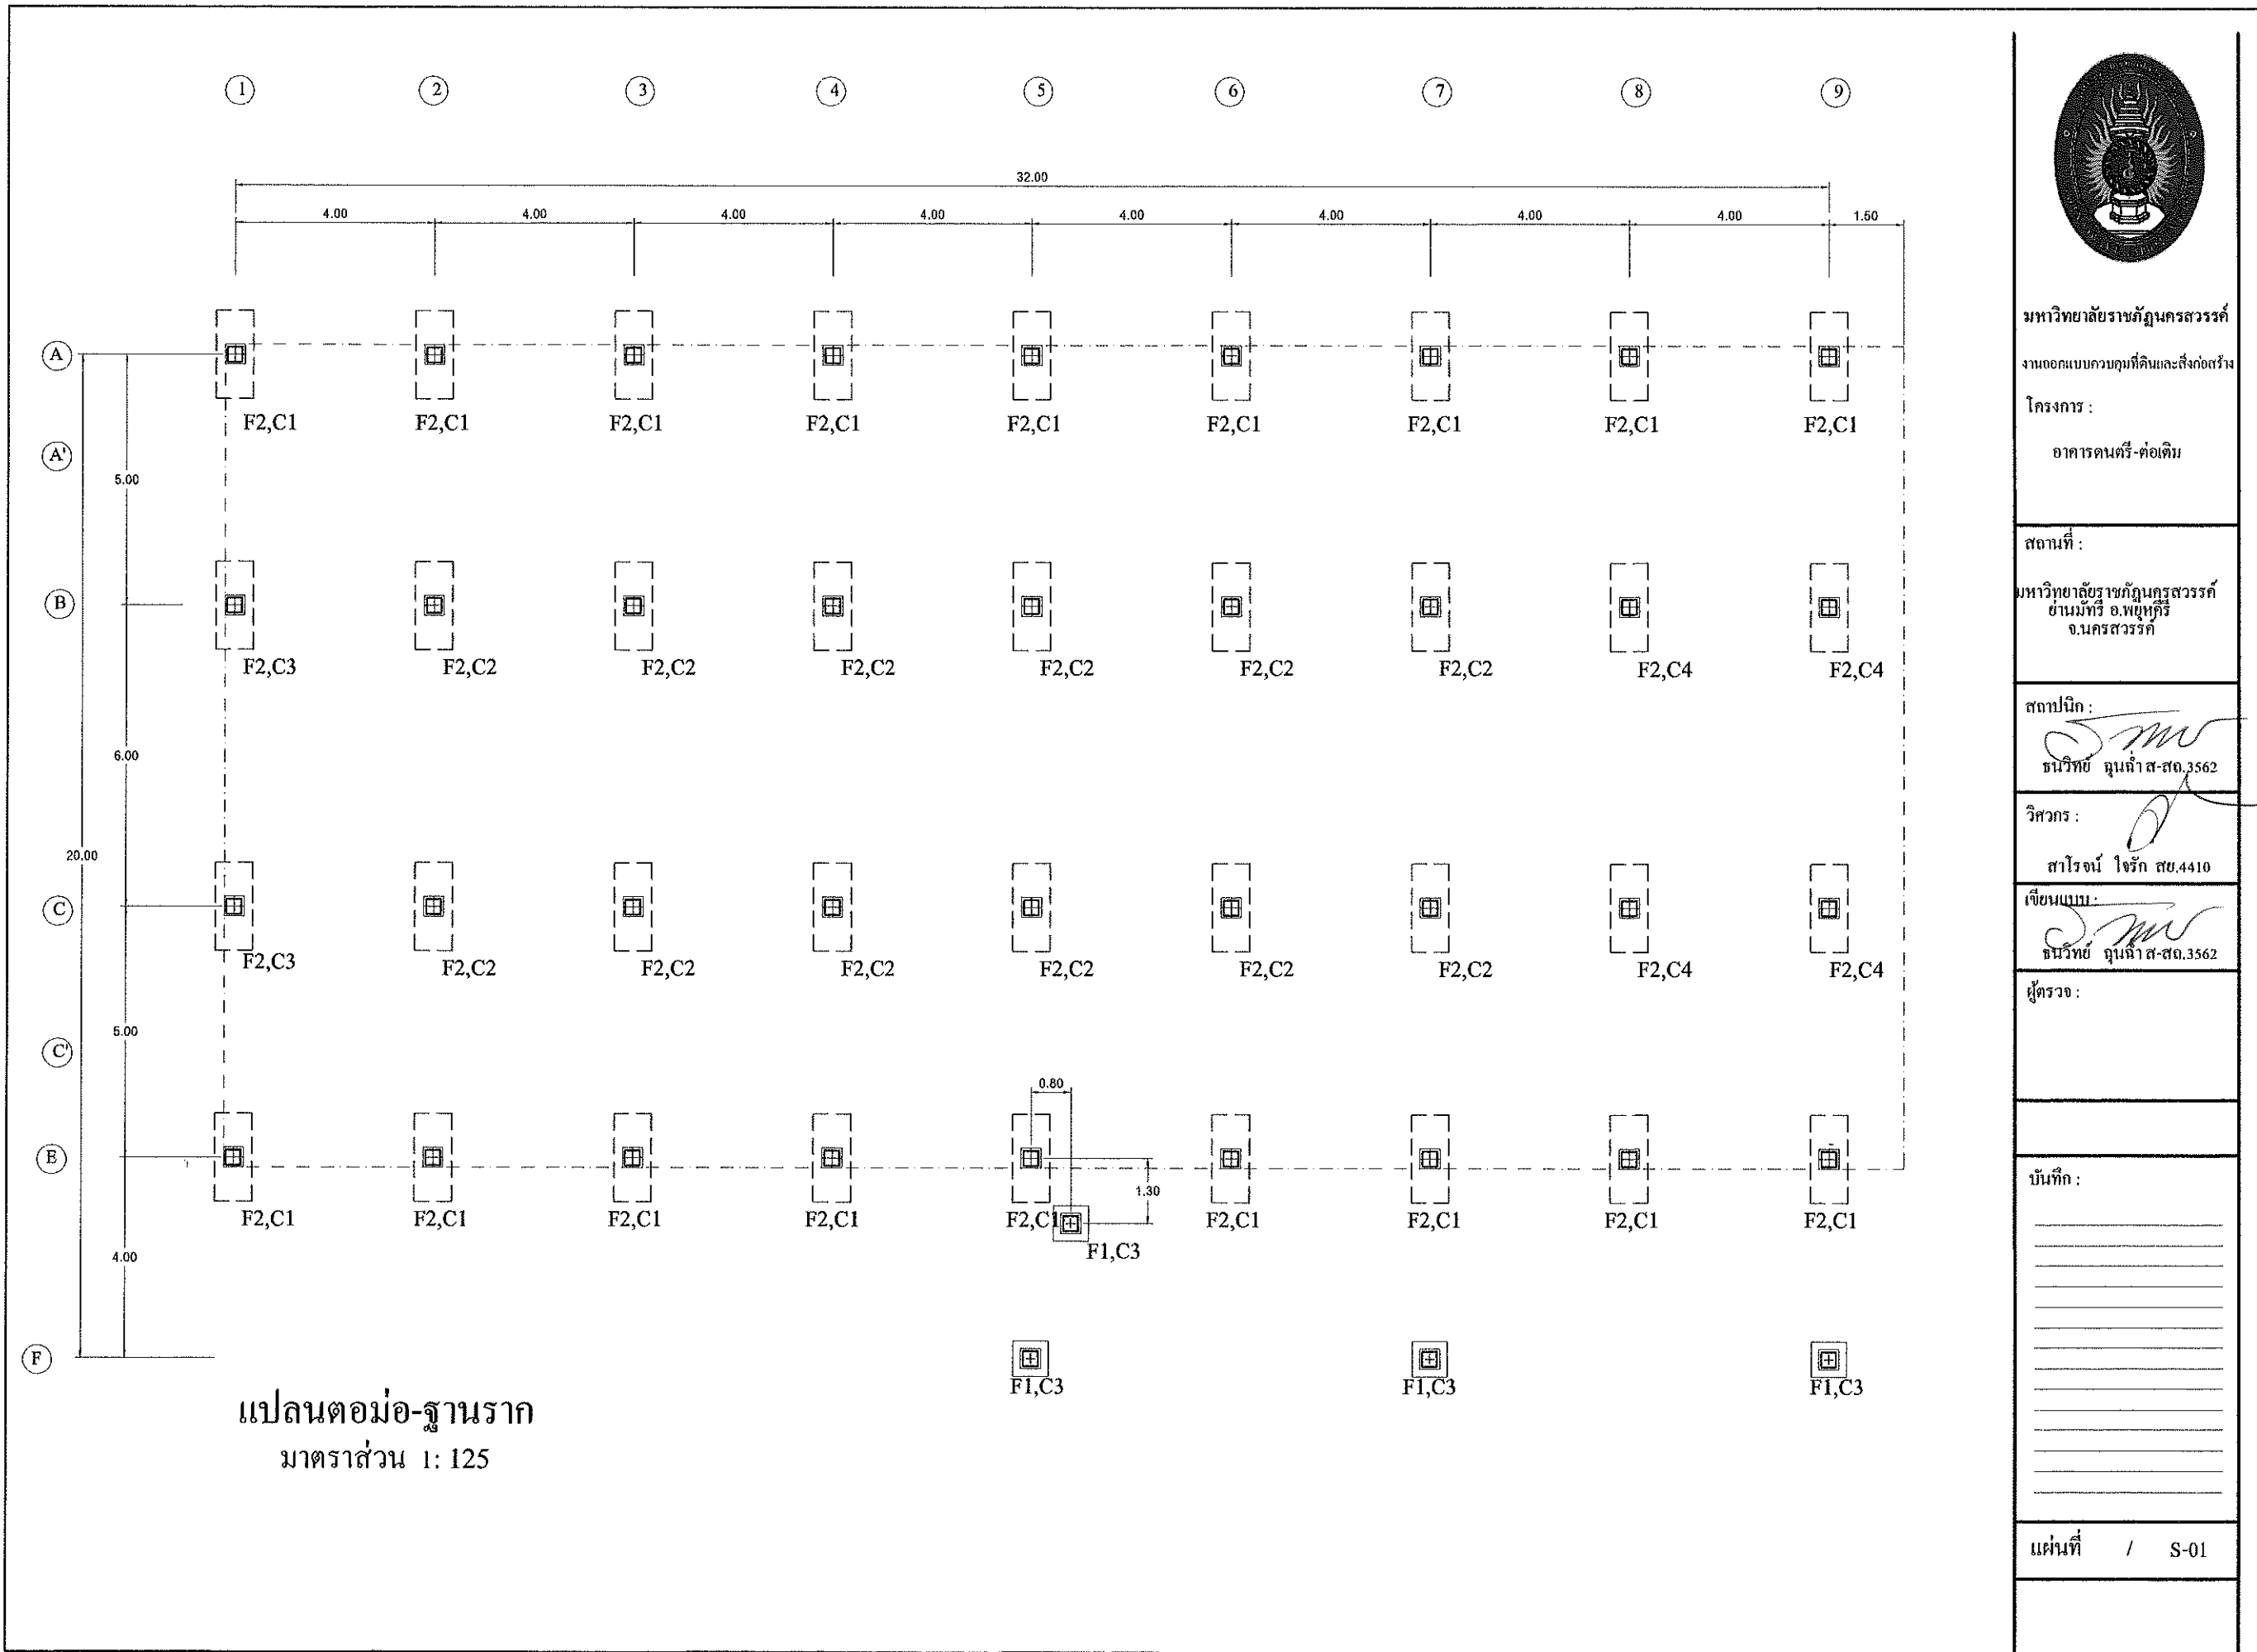 1 2 3 4 5 6 7 8 9
32.00
4.00 4.00 4.00 4.00 4.00 4.00 4.00 4.00 1.50
A
F2,C1 F2,C1 F2,C1 F2,C1 F2,C1 F2,C1 F2,C1 F2,C1 F2,C1
A'
5.00
B
F2,C3 F2,C2 F2,C2 F2,C2 F2,C2 F2,C2 F2,C2 F2,C4 F2,C4
6.00
20.00
C
F2,C3 F2,C2 F2,C2 F2,C2 F2,C2 F2,C2 F2,C2 F2,C4 F2,C4
5.00
C'
0.80
E
1.30
F2,C1 F2,C1 F2,C1 F2,C1 F2,C1 F2,C1 F2,C1 F2,C1 F2,C1
F1,C3
4.00
F
F1,C3 F1,C3 F1,C3
แปลนตอม่อ-ฐานราก
มาตราส่วน 1: 125
มหาวิทยาลัยราชภัฏนครสวรรค์
งานออกแบบควบคุมที่ดินและสิ่งก่อสร้าง
โครงการ :
อาคารดนตรี-ต่อเติม
สถานที่ :
มหาวิทยาลัยราชภัฏนครสวรรค์
ย่านมัทรี อ.พยุหคีรี
จ.นครสวรรค์
สถาปนิก :
ธนวิทย์ ฉุนฉ่ำ ส-สถ.3562
วิศวกร :
สาโรจน์ ใจรัก สย.4410
เขียนแบบ :
ธนวิทย์ ฉุนฉ่ำ ส-สถ.3562
ผู้ตรวจ :
บันทึก :
แผ่นที่ / S-01